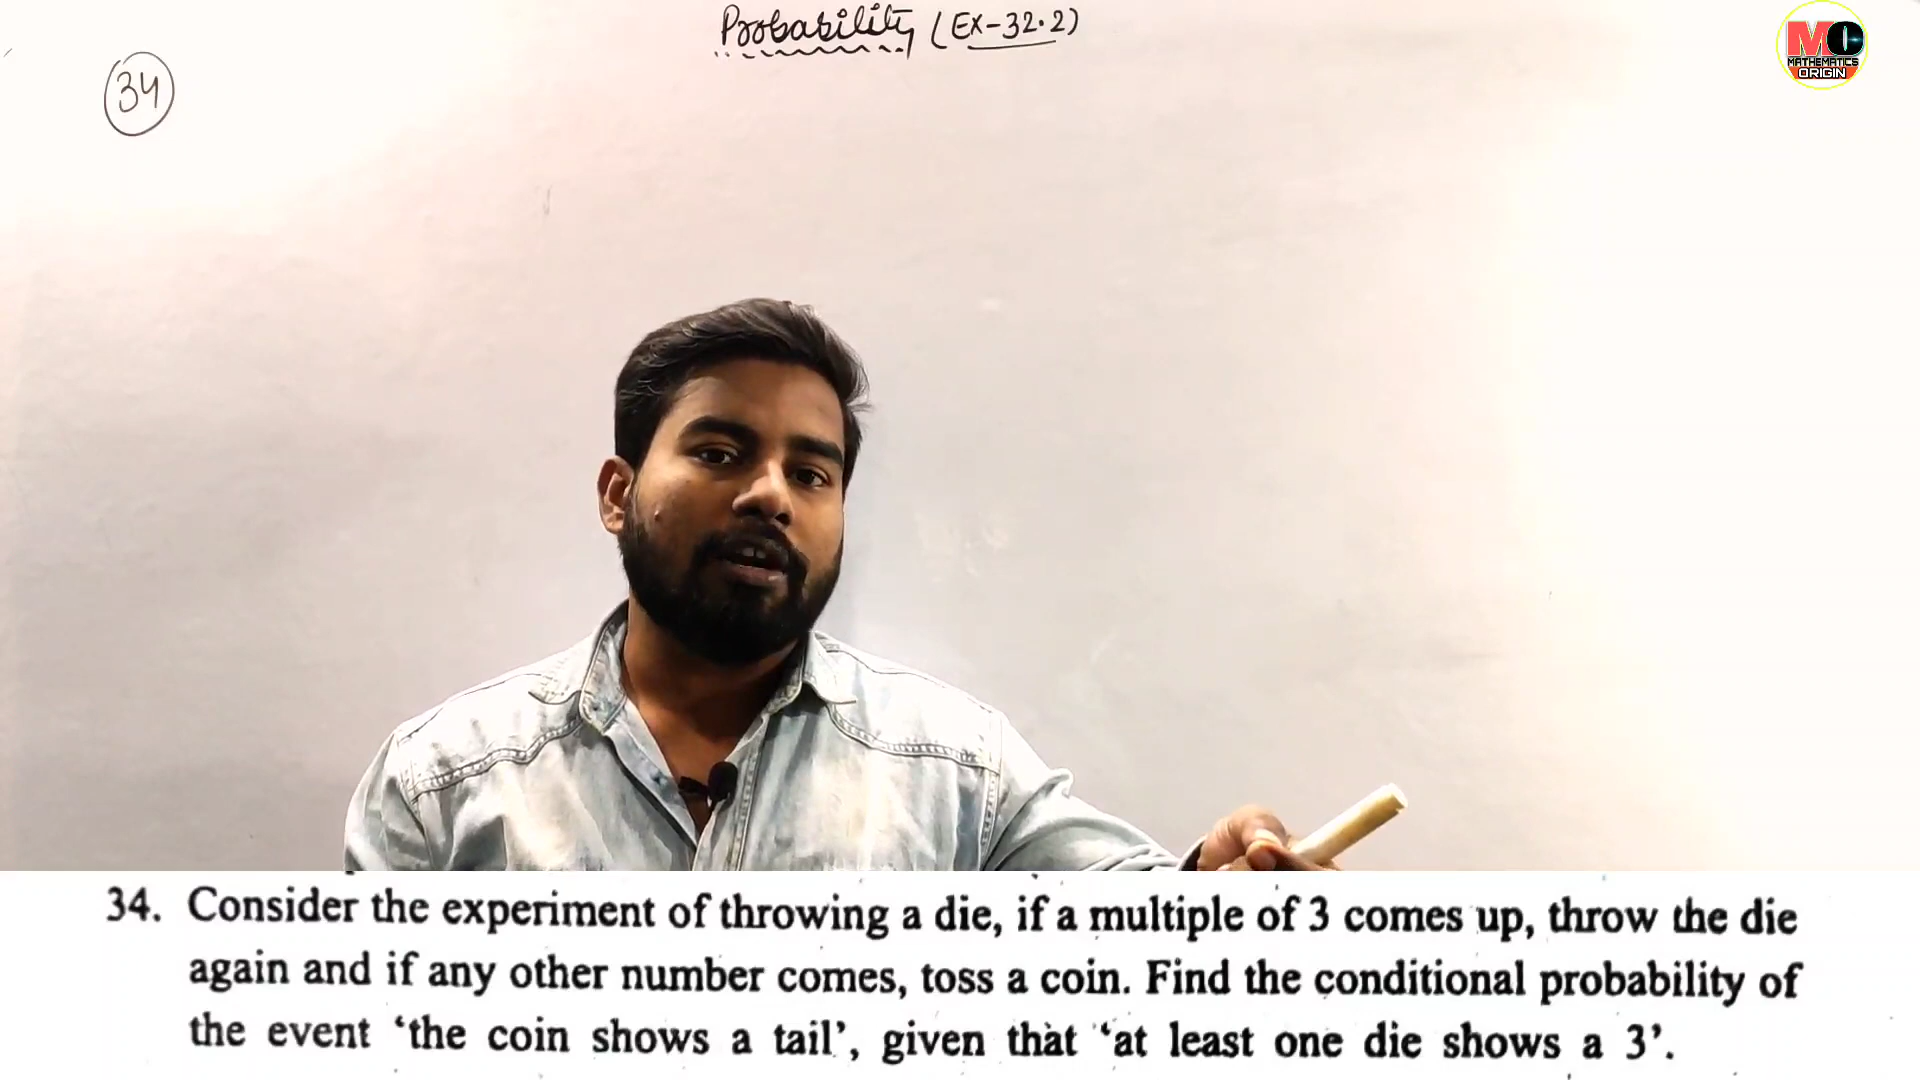 Probability (EX-32.2)
MO
MATHEMATICS
ORIGIN
34
34. Consider the experiment of throwing a die, if a multiple of 3 comes up, throw the die
again and if any other number comes, toss a coin. Find the conditional probability of
the event ‘the coin shows a tail’, given that ‘at least one die shows a 3’.